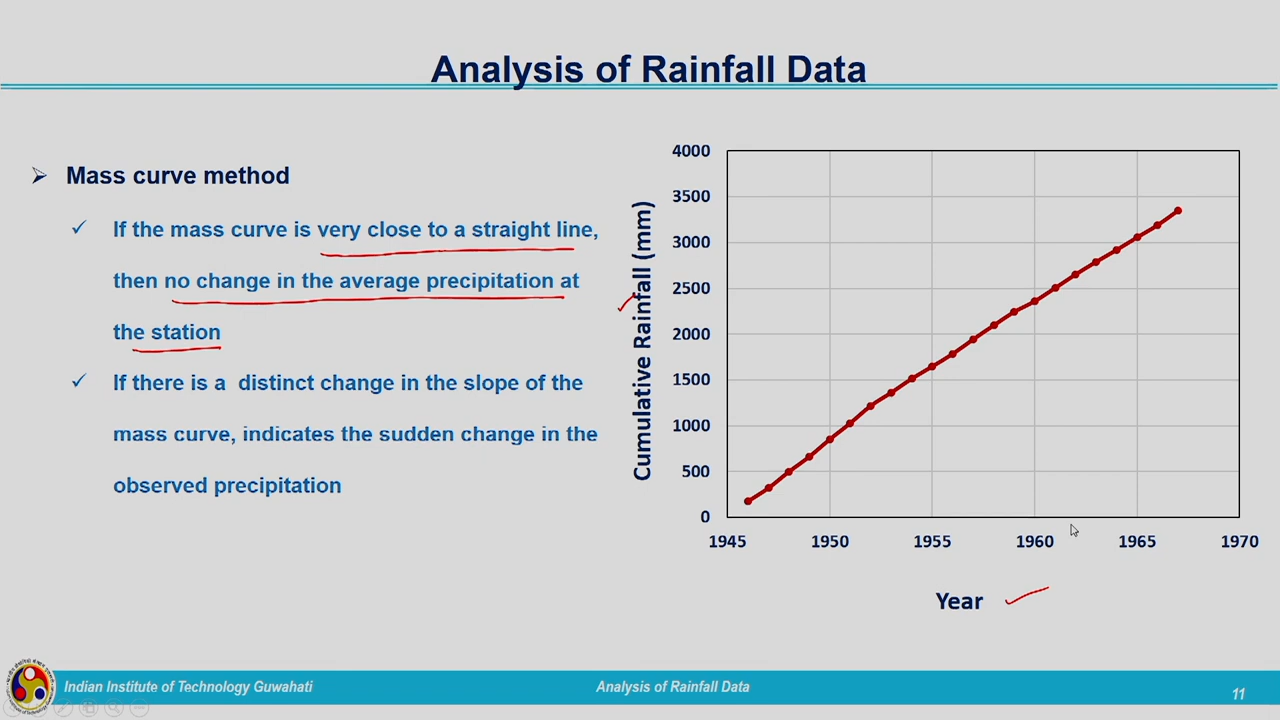 Analysis of Rainfall Data
Mass curve method
If the mass curve is very close to a straight line,
then no change in the average precipitation at
the station
If there is a distinct change in the slope of the
mass curve, indicates the sudden change in the
observed precipitation
Cumulative Rainfall (mm)
4000
3500
3000
2500
2000
1500
1000
500
0
1945 1950 1955 1960 1965 1970
Year
Indian Institute of Technology Guwahati Analysis of Rainfall Data 11